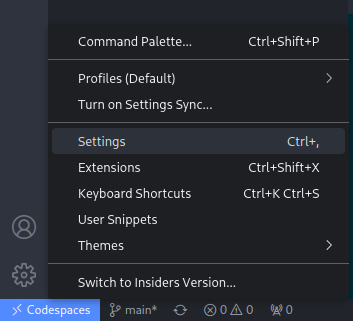 Command Palette... Ctrl+Shift+P
Profiles (Default)
Turn on Settings Sync...
Settings Ctrl+,
Extensions Ctrl+Shift+X
Keyboard Shortcuts Ctrl+K Ctrl+S
User Snippets
Themes
Switch to Insiders Version...
Codespaces main* 0 0 0